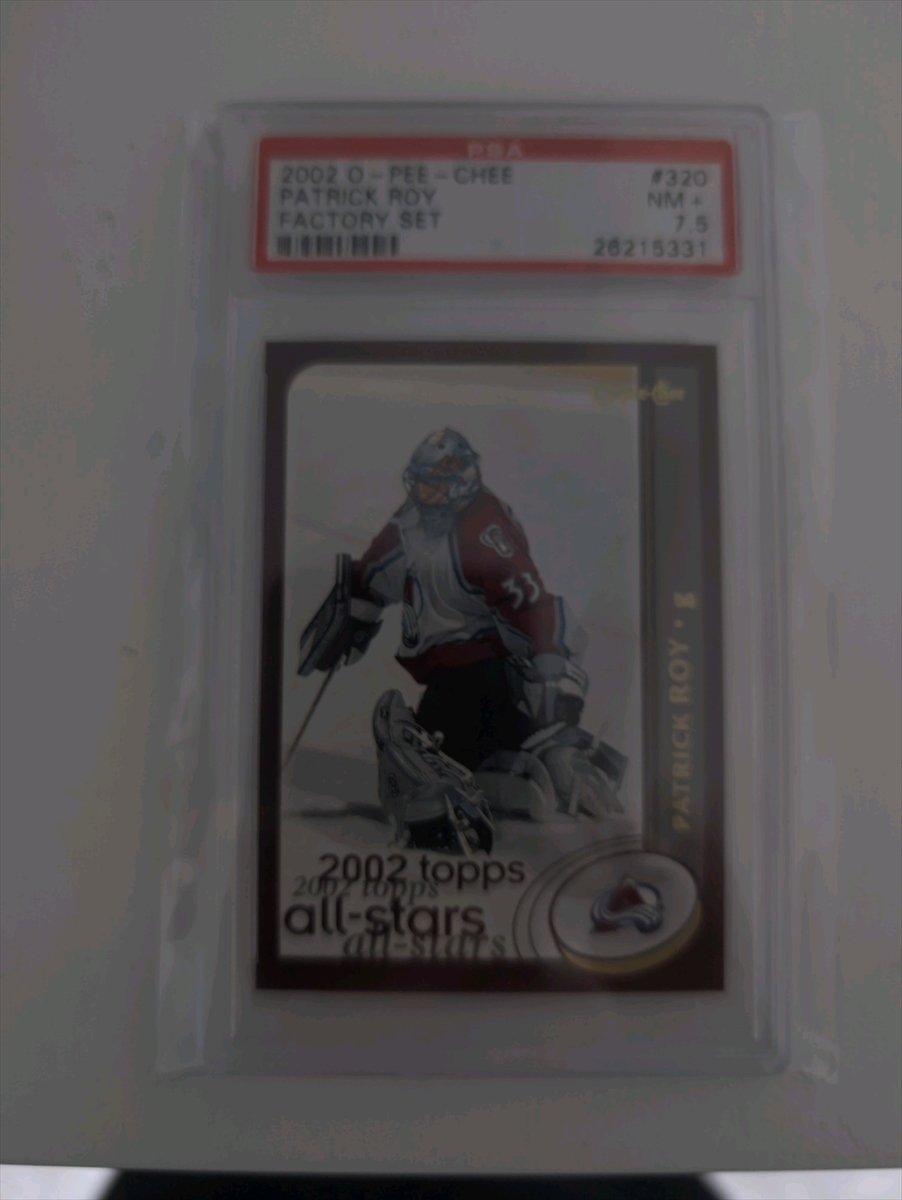 PSA
2002 O-PEE-CHEE #320
PATRICK ROY NM+
FACTORY SET 7.5
26215331
33
PATRICK ROY • g
2002 topps
2002 topps
all-stars
all-stars